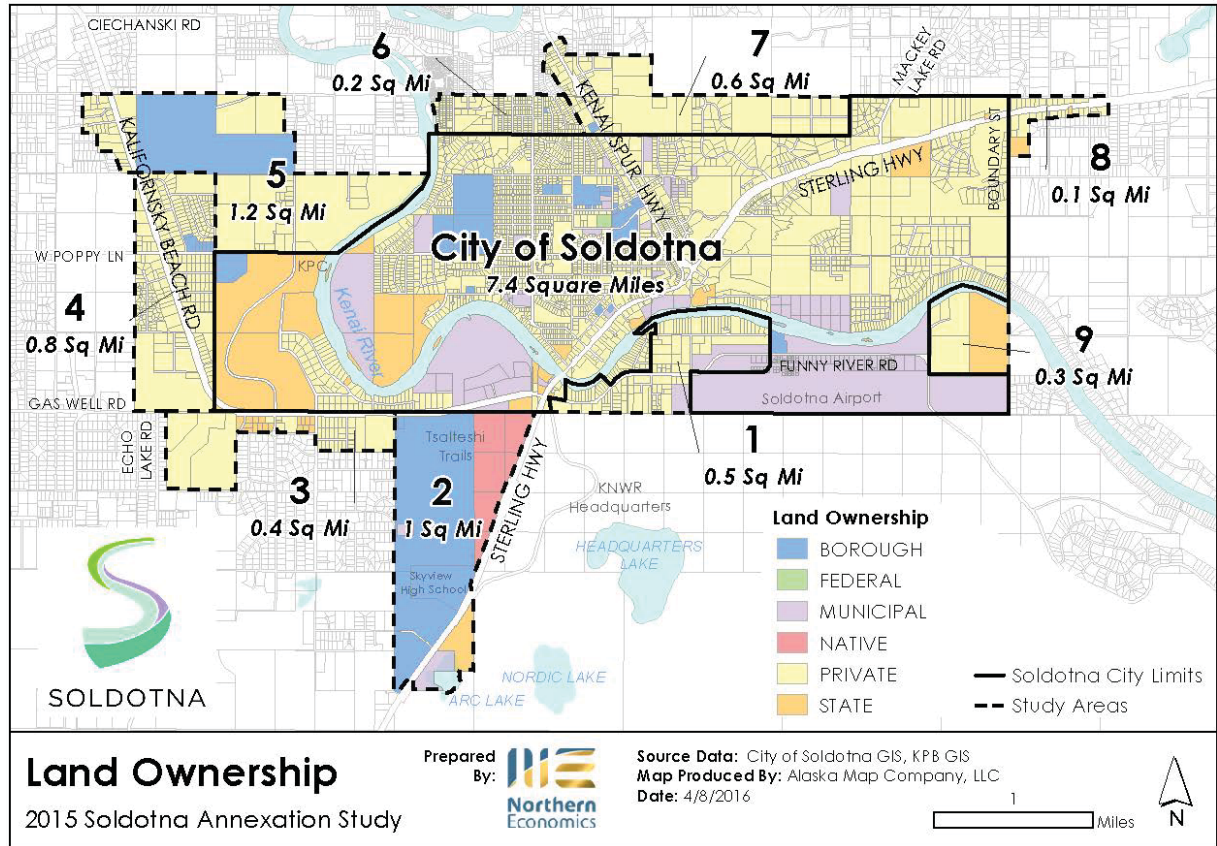 CIECHANSKI RD
6
0.2 Sq Mi
7
0.6 Sq Mi
MACKEY
LAKE RD
KENAI SPUR HWY
KALIFORNSKY BEACH RD
5
1.2 Sq Mi
STERLING HWY
BOUNDARY ST
8
0.1 Sq Mi
W POPPY LN
KPC
City of Soldotna
7.4 Square Miles
Kenai River
4
0.8 Sq Mi
9
0.3 Sq Mi
FUNNY RIVER RD
GAS WELL RD
Soldotna Airport
ECHO
LAKE RD
Tsalteshi
Trails
1
0.5 Sq Mi
3
0.4 Sq Mi
2
1 Sq Mi
STERLING HWY
KNWR
Headquarters
HEADQUARTERS
LAKE
Skyview
High School
NORDIC LAKE
ARC LAKE
Land Ownership
BOROUGH
FEDERAL
MUNICIPAL
NATIVE
PRIVATE
STATE
Soldotna City Limits
Study Areas
S
SOLDOTNA
Land Ownership
2015 Soldotna Annexation Study
Prepared
By:
NE
Northern
Economics
Source Data: City of Soldotna GIS, KPB GIS
Map Produced By: Alaska Map Company, LLC
Date: 4/8/2016
1
Miles
N